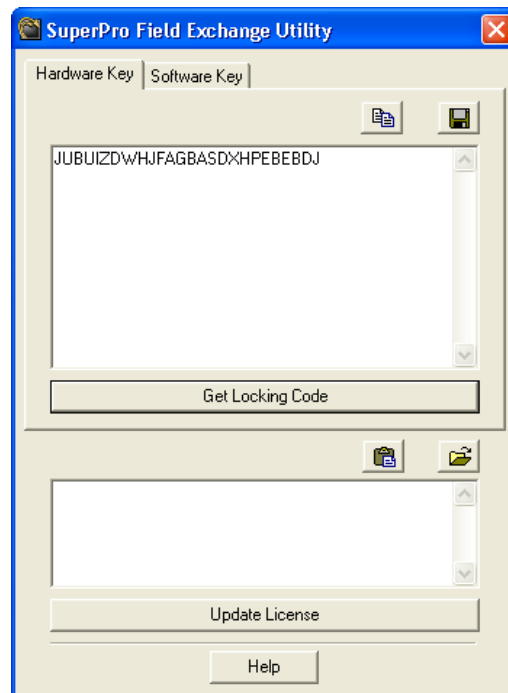 SuperPro Field Exchange Utility
Hardware Key
Software Key
JUBUIZDWHJFAGBASDXHPEBEBDJ
Get Locking Code
Update License
Help